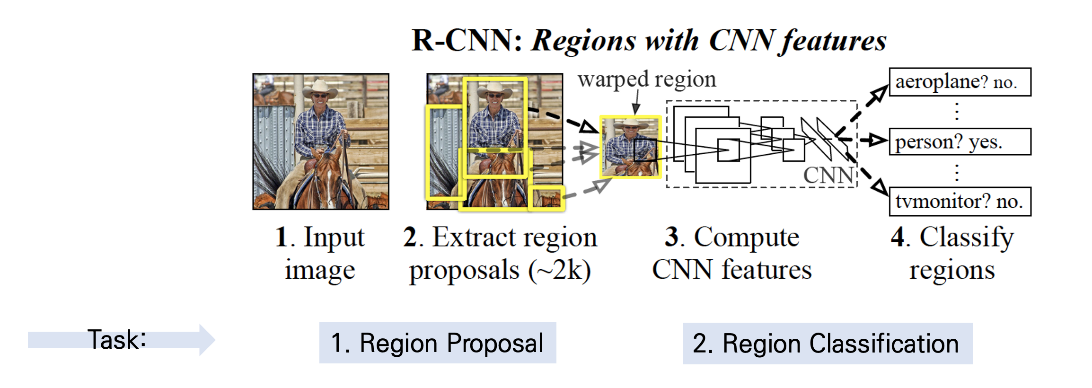 R-CNN: Regions with CNN features
warped region
aeroplane? no.
person? yes.
tvmonitor? no.
CNN
1. Input
image
2. Extract region
proposals (~2k)
3. Compute
CNN features
4. Classify
regions
Task:
1. Region Proposal
2. Region Classification